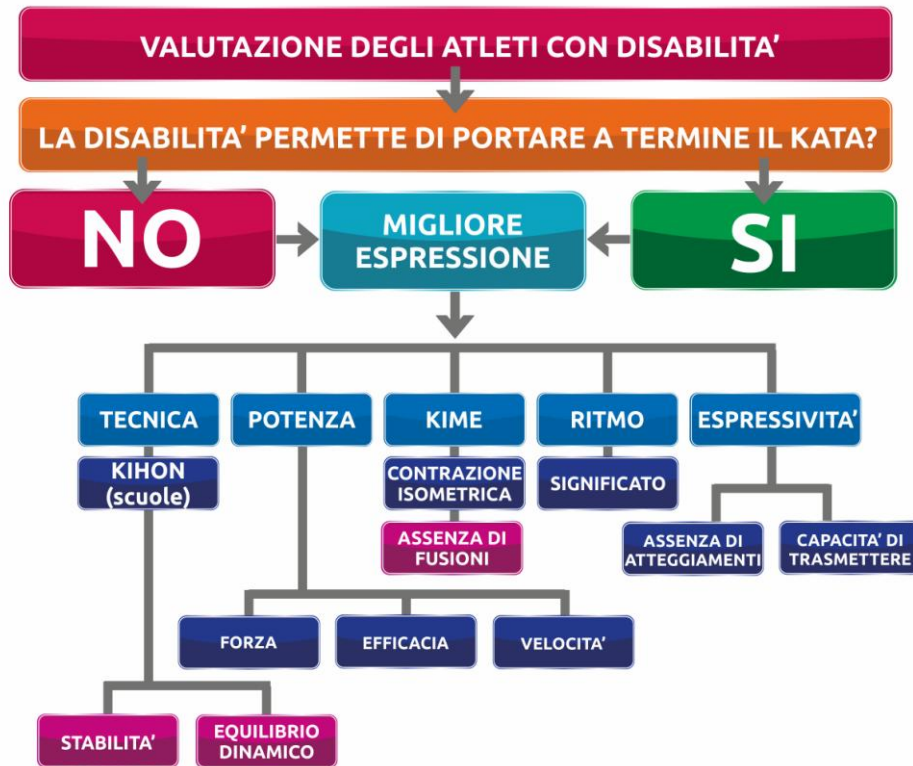 VALUTAZIONE DEGLI ATLETI CON DISABILITA'
LA DISABILITA' PERMETTE DI PORTARE A TERMINE IL KATA?
NO
MIGLIORE
ESPRESSIONE
SI
TECNICA
POTENZA
KIME
RITMO
ESPRESSIVITA'
KIHON
(scuole)
CONTRAZIONE
ISOMETRICA
SIGNIFICATO
ASSENZA DI
FUSIONI
ASSENZA DI
ATTEGGIAMENTI
CAPACITA' DI
TRASMETTERE
FORZA
EFFICACIA
VELOCITA'
STABILITA'
EQUILIBRIO
DINAMICO